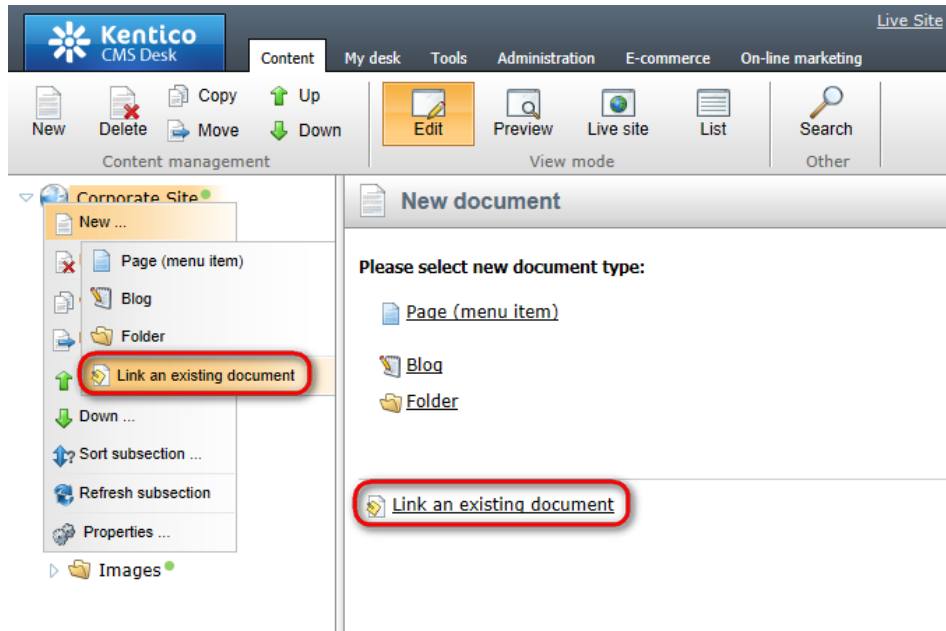 Live Site
Kentico
CMS Desk
Content My desk Tools Administration E-commerce On-line marketing
New Delete Copy Move Up Down Edit Preview Live site List Search
Content management View mode Other
Corporate Site
New ...
Page (menu item)
Blog
Folder
Link an existing document
Down ...
Sort subsection ...
Refresh subsection
Properties ...
Images
New document
Please select new document type:
Page (menu item)
Blog
Folder
Link an existing document